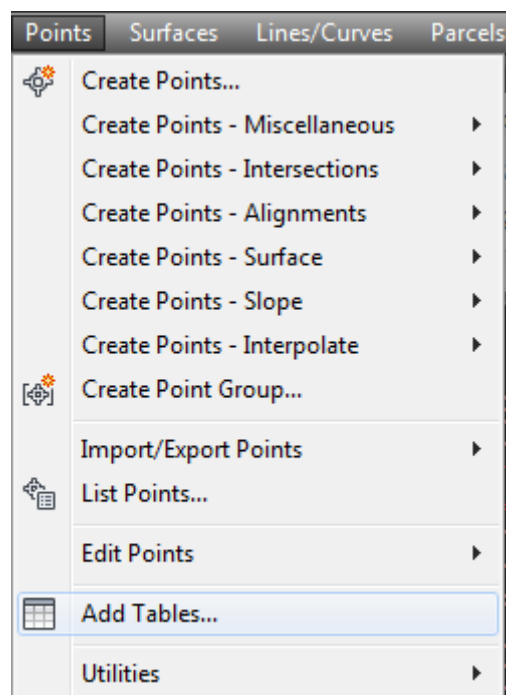 Points Surfaces Lines/Curves Parcels
Create Points...
Create Points - Miscellaneous
Create Points - Intersections
Create Points - Alignments
Create Points - Surface
Create Points - Slope
Create Points - Interpolate
Create Point Group...
Import/Export Points
List Points...
Edit Points
Add Tables...
Utilities